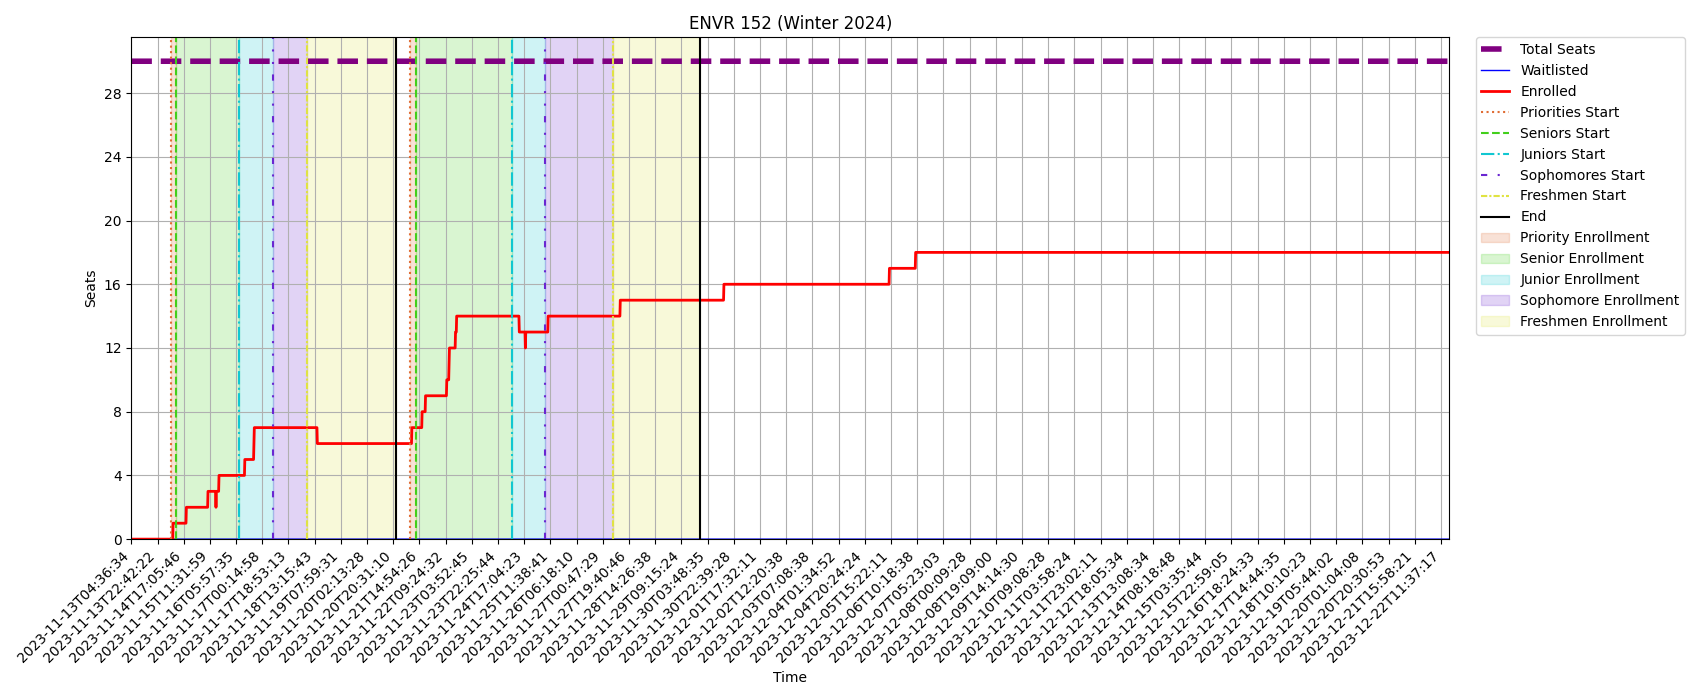 ENVR 152 (Winter 2024)
Total Seats
Waitlisted
Enrolled
Priorities Start
Seniors Start
Juniors Start
Sophomores Start
Freshmen Start
End
Priority Enrollment
Senior Enrollment
Junior Enrollment
Sophomore Enrollment
Freshmen Enrollment
Seats
28
24
20
16
12
8
4
0
2023-11-13T04:36:34
2023-11-13T22:42:22
2023-11-14T17:05:46
2023-11-15T11:31:59
2023-11-16T05:57:35
2023-11-17T00:14:58
2023-11-17T18:53:13
2023-11-18T13:15:43
2023-11-19T07:59:31
2023-11-20T02:13:28
2023-11-20T20:31:10
2023-11-21T14:54:26
2023-11-22T09:24:32
2023-11-23T03:52:45
2023-11-23T22:25:44
2023-11-24T17:04:23
2023-11-25T11:38:41
2023-11-26T06:18:10
2023-11-27T00:47:29
2023-11-27T19:40:46
2023-11-28T14:26:38
2023-11-29T09:15:24
2023-11-30T03:48:35
2023-11-30T22:39:28
2023-12-01T17:32:11
2023-12-02T12:20:38
2023-12-03T07:08:38
2023-12-04T01:34:52
2023-12-04T20:24:24
2023-12-05T15:22:11
2023-12-06T10:18:38
2023-12-07T05:23:03
2023-12-08T00:09:28
2023-12-08T19:09:00
2023-12-09T14:14:30
2023-12-10T09:08:28
2023-12-11T03:58:24
2023-12-11T23:02:11
2023-12-12T18:05:34
2023-12-13T13:08:34
2023-12-14T08:18:48
2023-12-15T03:35:44
2023-12-15T22:59:05
2023-12-16T18:24:33
2023-12-17T14:44:35
2023-12-18T10:10:23
2023-12-19T05:44:02
2023-12-20T01:04:08
2023-12-20T20:30:53
2023-12-21T15:58:21
2023-12-22T11:37:17
Time